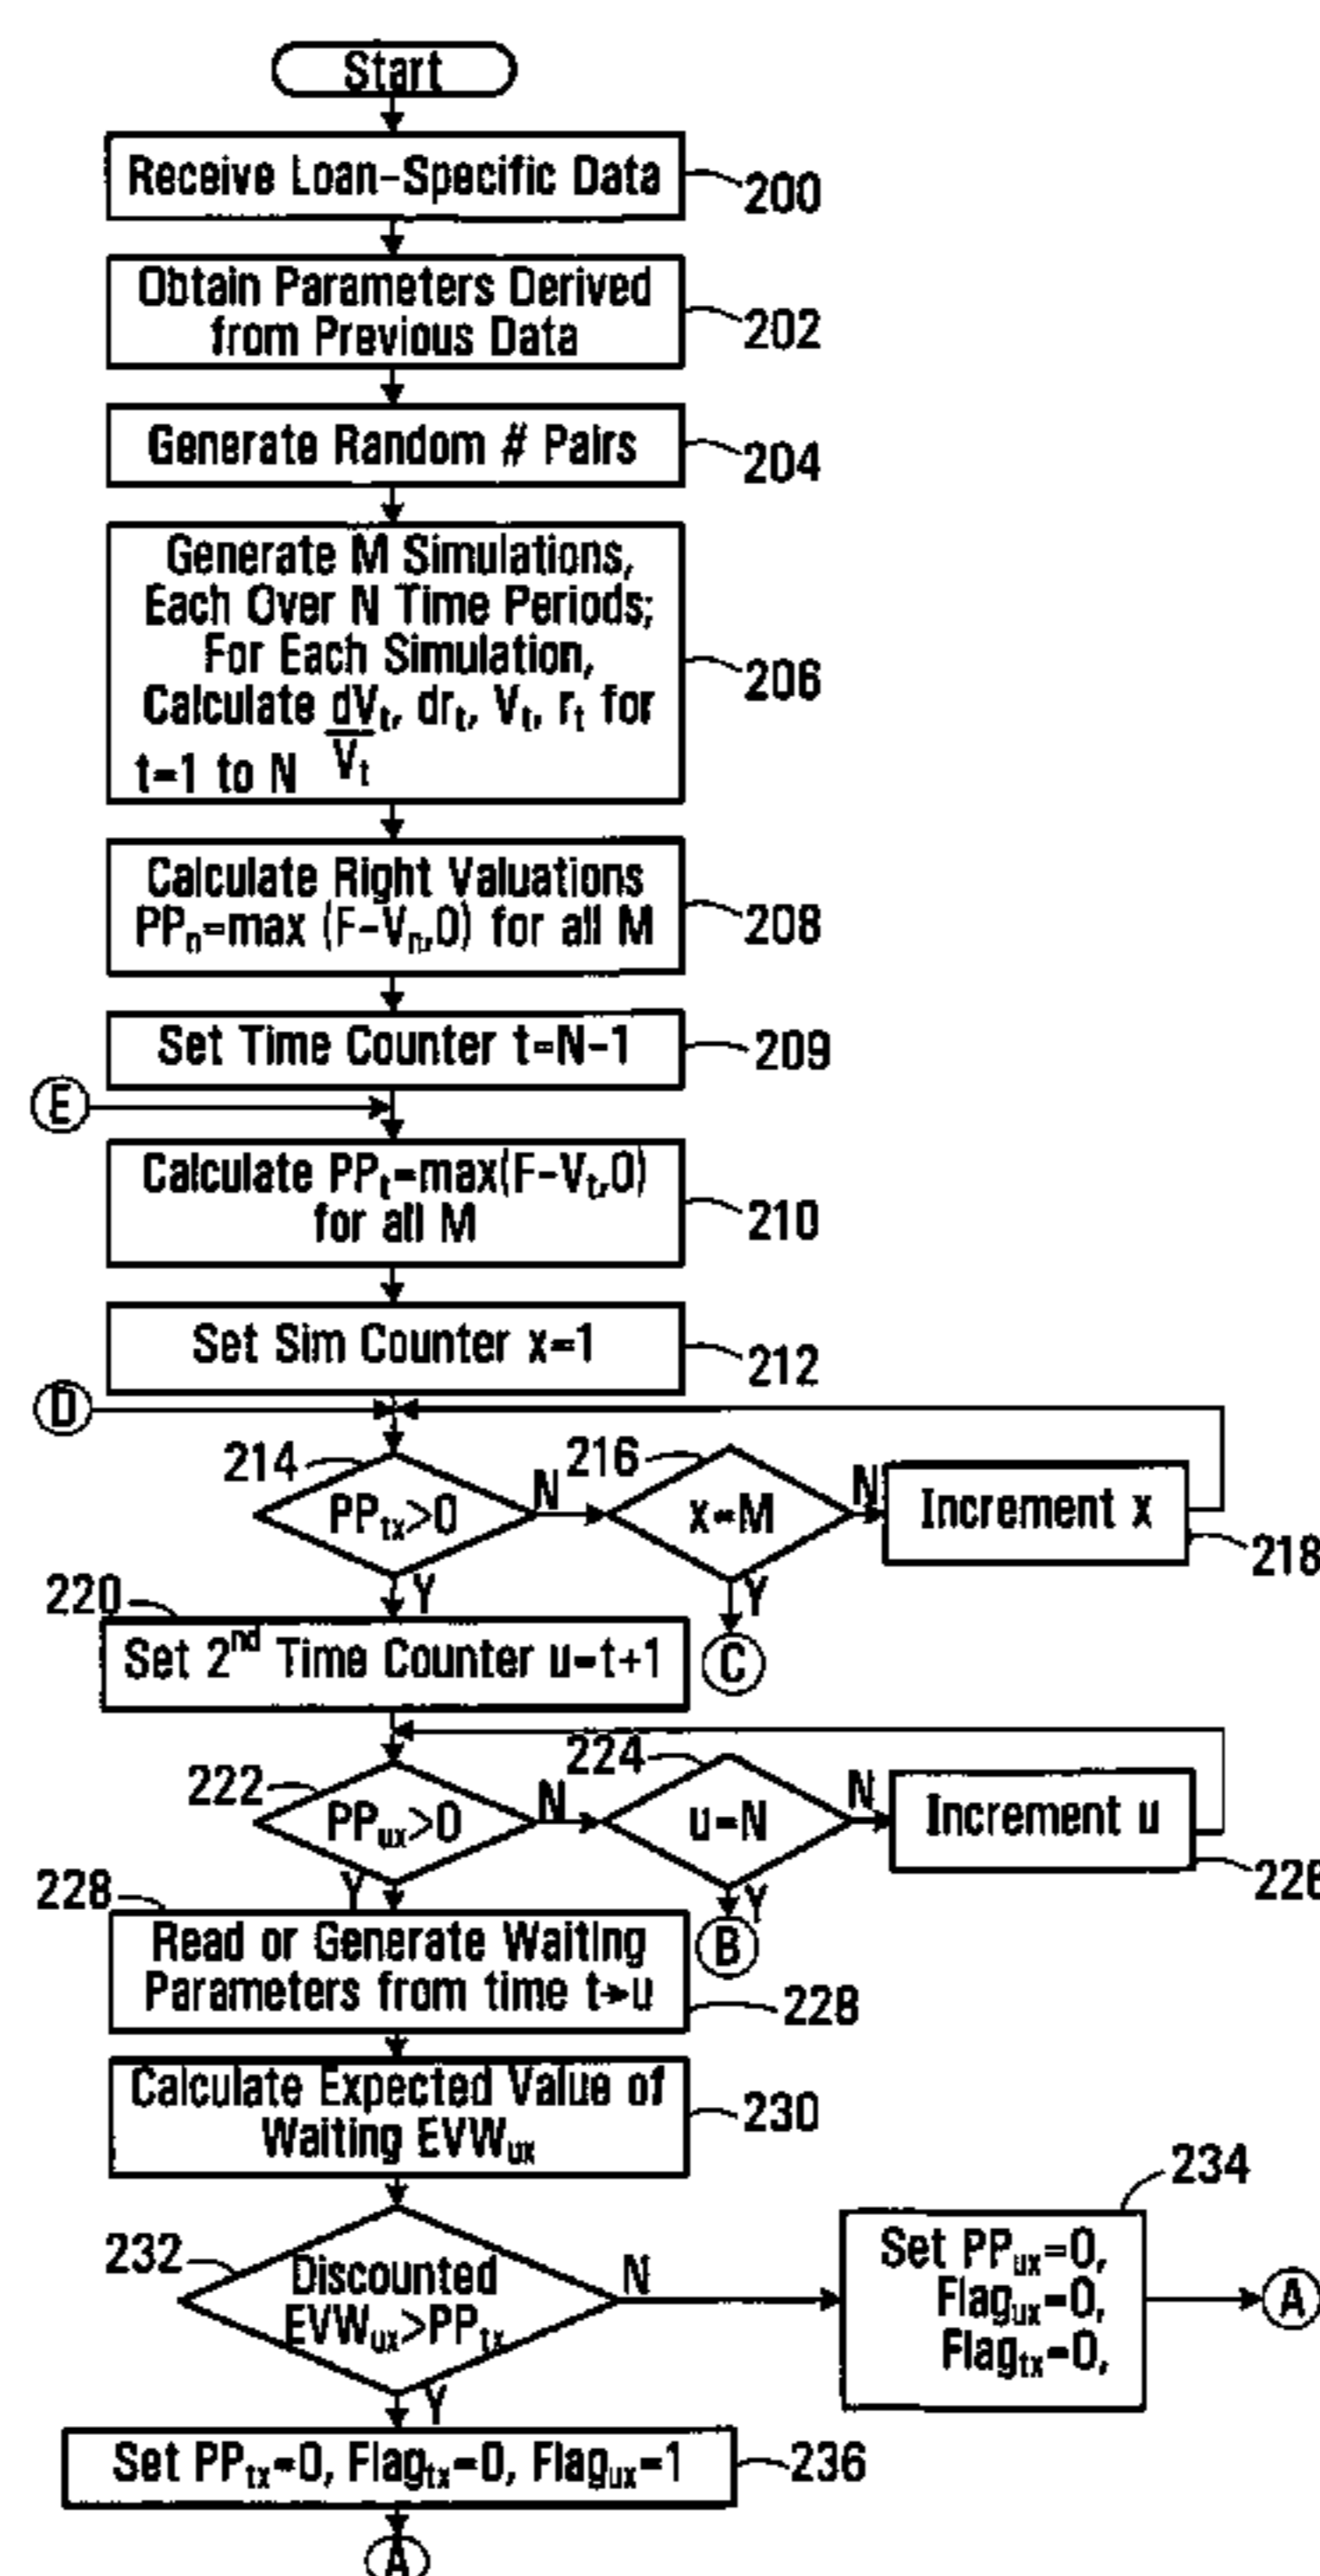 Start
Receive Loan-Specific Data
200
Obtain Parameters Derived
from Previous Data
202
Generate Random # Pairs
204
Generate M Simulations,
Each Over N Time Periods;
For Each Simulation,
Calculate dVt, drt, Vt, rt for
t=1 to N Vt
206
Calculate Right Valuations
PPn=max (F-Vn,0) for all M
208
Set Time Counter t=N-1
209
E
Calculate PPt=max(F-Vt,0)
for all M
210
Set Sim Counter x=1
212
D
214
PPtx>0
N
Y
216
x=M
N
Y
Increment x
218
C
220
Set 2nd Time Counter u=t+1
222
PPux>0
N
Y
224
u=N
N
Y
Increment u
226
B
228
Read or Generate Waiting
Parameters from time t→u
228
Calculate Expected Value of
Waiting EVWux
230
232
Discounted
EVWux>PPtx
N
Y
234
Set PPux=0,
Flagux=0,
Flagtx=0,
A
Set PPtx=0, Flagtx=0, Flagux=1
236
A